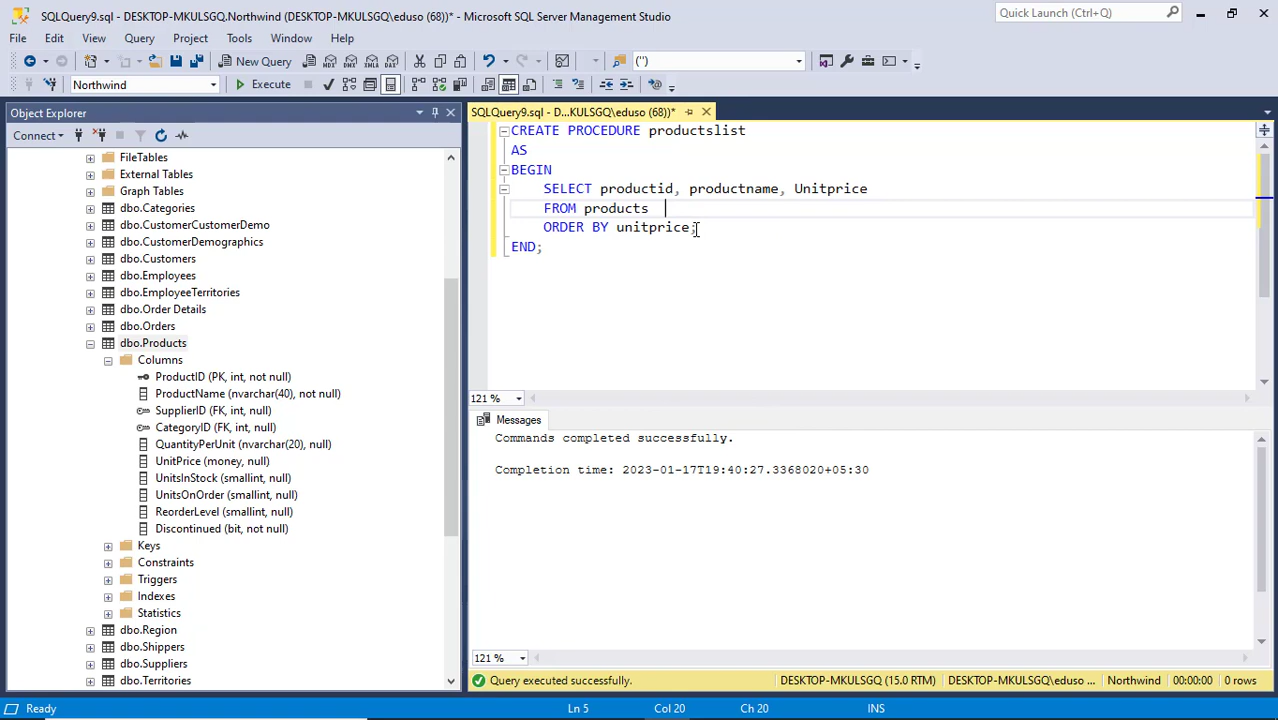 SQLQuery9.sql - DESKTOP-MKULSGQ.Northwind (DESKTOP-MKULSGQ\eduso (68))* - Microsoft SQL Server Management Studio
Quick Launch (Ctrl+Q)
File Edit View Query Project Tools Window Help
New Query
('')
Northwind
Execute
Object Explorer
Connect
FileTables
External Tables
Graph Tables
dbo.Categories
dbo.CustomerCustomerDemo
dbo.CustomerDemographics
dbo.Customers
dbo.Employees
dbo.EmployeeTerritories
dbo.Order Details
dbo.Orders
dbo.Products
Columns
ProductID (PK, int, not null)
ProductName (nvarchar(40), not null)
SupplierID (FK, int, null)
CategoryID (FK, int, null)
QuantityPerUnit (nvarchar(20), null)
UnitPrice (money, null)
UnitsInStock (smallint, null)
UnitsOnOrder (smallint, null)
ReorderLevel (smallint, null)
Discontinued (bit, not null)
Keys
Constraints
Triggers
Indexes
Statistics
dbo.Region
dbo.Shippers
dbo.Suppliers
dbo.Territories
SQLQuery9.sql - D...KULSGQ\eduso (68))*
CREATE PROCEDURE productslist
AS
BEGIN
SELECT productid, productname, Unitprice
FROM products
ORDER BY unitprice;
END;
121 %
Messages
Commands completed successfully.
Completion time: 2023-01-17T19:40:27.3368020+05:30
121 %
Query executed successfully.
DESKTOP-MKULSGQ (15.0 RTM)
DESKTOP-MKULSGQ\eduso ...
Northwind
00:00:00
0 rows
Ready
Ln 5
Col 20
Ch 20
INS